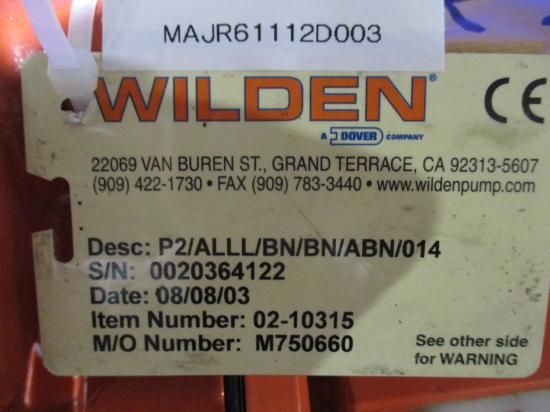 MAJR61112D003
WILDEN®
CE
A DOVER COMPANY
22069 VAN BUREN ST., GRAND TERRACE, CA 92313-5607
(909) 422-1730 • FAX (909) 783-3440 • www.wildenpump.com
Desc: P2/ALLL/BN/BN/ABN/014
S/N: 0020364122
Date: 08/08/03
Item Number: 02-10315
M/O Number: M750660
See other side
for WARNING